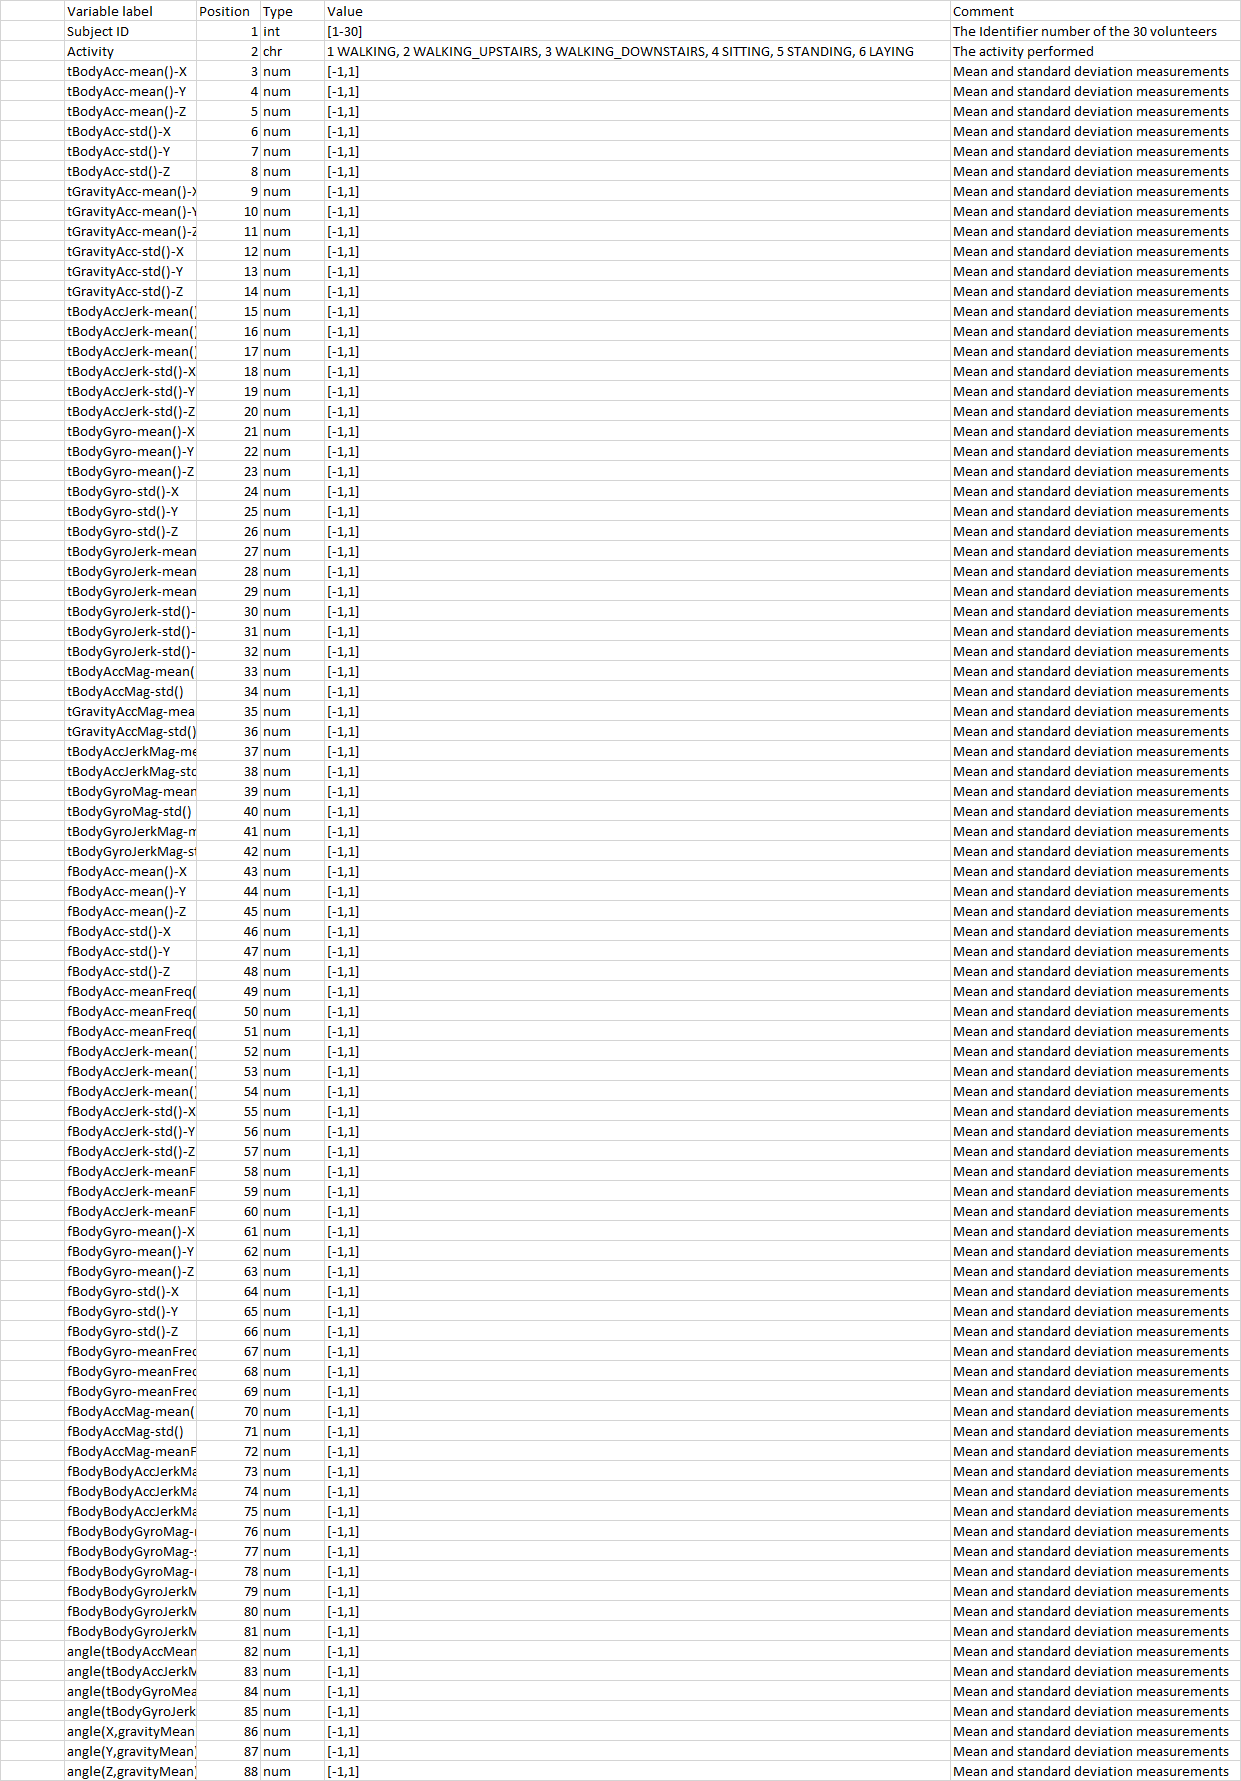 Variable label Position Type Value Comment
Subject ID 1 int [1-30] The Identifier number of the 30 volunteers
Activity 2 chr 1 WALKING, 2 WALKING_UPSTAIRS, 3 WALKING_DOWNSTAIRS, 4 SITTING, 5 STANDING, 6 LAYING The activity performed
tBodyAcc-mean()-X 3 num [-1,1] Mean and standard deviation measurements
tBodyAcc-mean()-Y 4 num [-1,1] Mean and standard deviation measurements
tBodyAcc-mean()-Z 5 num [-1,1] Mean and standard deviation measurements
tBodyAcc-std()-X 6 num [-1,1] Mean and standard deviation measurements
tBodyAcc-std()-Y 7 num [-1,1] Mean and standard deviation measurements
tBodyAcc-std()-Z 8 num [-1,1] Mean and standard deviation measurements
tGravityAcc-mean()-X 9 num [-1,1] Mean and standard deviation measurements
tGravityAcc-mean()-Y 10 num [-1,1] Mean and standard deviation measurements
tGravityAcc-mean()-Z 11 num [-1,1] Mean and standard deviation measurements
tGravityAcc-std()-X 12 num [-1,1] Mean and standard deviation measurements
tGravityAcc-std()-Y 13 num [-1,1] Mean and standard deviation measurements
tGravityAcc-std()-Z 14 num [-1,1] Mean and standard deviation measurements
tBodyAccJerk-mean() 15 num [-1,1] Mean and standard deviation measurements
tBodyAccJerk-mean() 16 num [-1,1] Mean and standard deviation measurements
tBodyAccJerk-mean() 17 num [-1,1] Mean and standard deviation measurements
tBodyAccJerk-std()-X 18 num [-1,1] Mean and standard deviation measurements
tBodyAccJerk-std()-Y 19 num [-1,1] Mean and standard deviation measurements
tBodyAccJerk-std()-Z 20 num [-1,1] Mean and standard deviation measurements
tBodyGyro-mean()-X 21 num [-1,1] Mean and standard deviation measurements
tBodyGyro-mean()-Y 22 num [-1,1] Mean and standard deviation measurements
tBodyGyro-mean()-Z 23 num [-1,1] Mean and standard deviation measurements
tBodyGyro-std()-X 24 num [-1,1] Mean and standard deviation measurements
tBodyGyro-std()-Y 25 num [-1,1] Mean and standard deviation measurements
tBodyGyro-std()-Z 26 num [-1,1] Mean and standard deviation measurements
tBodyGyroJerk-mean 27 num [-1,1] Mean and standard deviation measurements
tBodyGyroJerk-mean 28 num [-1,1] Mean and standard deviation measurements
tBodyGyroJerk-mean 29 num [-1,1] Mean and standard deviation measurements
tBodyGyroJerk-std()- 30 num [-1,1] Mean and standard deviation measurements
tBodyGyroJerk-std()- 31 num [-1,1] Mean and standard deviation measurements
tBodyGyroJerk-std()- 32 num [-1,1] Mean and standard deviation measurements
tBodyAccMag-mean( 33 num [-1,1] Mean and standard deviation measurements
tBodyAccMag-std() 34 num [-1,1] Mean and standard deviation measurements
tGravityAccMag-mea 35 num [-1,1] Mean and standard deviation measurements
tGravityAccMag-std() 36 num [-1,1] Mean and standard deviation measurements
tBodyAccJerkMag-me 37 num [-1,1] Mean and standard deviation measurements
tBodyAccJerkMag-std 38 num [-1,1] Mean and standard deviation measurements
tBodyGyroMag-mean 39 num [-1,1] Mean and standard deviation measurements
tBodyGyroMag-std() 40 num [-1,1] Mean and standard deviation measurements
tBodyGyroJerkMag-m 41 num [-1,1] Mean and standard deviation measurements
tBodyGyroJerkMag-st 42 num [-1,1] Mean and standard deviation measurements
fBodyAcc-mean()-X 43 num [-1,1] Mean and standard deviation measurements
fBodyAcc-mean()-Y 44 num [-1,1] Mean and standard deviation measurements
fBodyAcc-mean()-Z 45 num [-1,1] Mean and standard deviation measurements
fBodyAcc-std()-X 46 num [-1,1] Mean and standard deviation measurements
fBodyAcc-std()-Y 47 num [-1,1] Mean and standard deviation measurements
fBodyAcc-std()-Z 48 num [-1,1] Mean and standard deviation measurements
fBodyAcc-meanFreq( 49 num [-1,1] Mean and standard deviation measurements
fBodyAcc-meanFreq( 50 num [-1,1] Mean and standard deviation measurements
fBodyAcc-meanFreq( 51 num [-1,1] Mean and standard deviation measurements
fBodyAccJerk-mean() 52 num [-1,1] Mean and standard deviation measurements
fBodyAccJerk-mean() 53 num [-1,1] Mean and standard deviation measurements
fBodyAccJerk-mean() 54 num [-1,1] Mean and standard deviation measurements
fBodyAccJerk-std()-X 55 num [-1,1] Mean and standard deviation measurements
fBodyAccJerk-std()-Y 56 num [-1,1] Mean and standard deviation measurements
fBodyAccJerk-std()-Z 57 num [-1,1] Mean and standard deviation measurements
fBodyAccJerk-meanF 58 num [-1,1] Mean and standard deviation measurements
fBodyAccJerk-meanF 59 num [-1,1] Mean and standard deviation measurements
fBodyAccJerk-meanF 60 num [-1,1] Mean and standard deviation measurements
fBodyGyro-mean()-X 61 num [-1,1] Mean and standard deviation measurements
fBodyGyro-mean()-Y 62 num [-1,1] Mean and standard deviation measurements
fBodyGyro-mean()-Z 63 num [-1,1] Mean and standard deviation measurements
fBodyGyro-std()-X 64 num [-1,1] Mean and standard deviation measurements
fBodyGyro-std()-Y 65 num [-1,1] Mean and standard deviation measurements
fBodyGyro-std()-Z 66 num [-1,1] Mean and standard deviation measurements
fBodyGyro-meanFreq 67 num [-1,1] Mean and standard deviation measurements
fBodyGyro-meanFreq 68 num [-1,1] Mean and standard deviation measurements
fBodyGyro-meanFreq 69 num [-1,1] Mean and standard deviation measurements
fBodyAccMag-mean( 70 num [-1,1] Mean and standard deviation measurements
fBodyAccMag-std() 71 num [-1,1] Mean and standard deviation measurements
fBodyAccMag-meanF 72 num [-1,1] Mean and standard deviation measurements
fBodyBodyAccJerkMa 73 num [-1,1] Mean and standard deviation measurements
fBodyBodyAccJerkMa 74 num [-1,1] Mean and standard deviation measurements
fBodyBodyAccJerkMa 75 num [-1,1] Mean and standard deviation measurements
fBodyBodyGyroMag- 76 num [-1,1] Mean and standard deviation measurements
fBodyBodyGyroMag-s 77 num [-1,1] Mean and standard deviation measurements
fBodyBodyGyroMag- 78 num [-1,1] Mean and standard deviation measurements
fBodyBodyGyroJerkM 79 num [-1,1] Mean and standard deviation measurements
fBodyBodyGyroJerkM 80 num [-1,1] Mean and standard deviation measurements
fBodyBodyGyroJerkM 81 num [-1,1] Mean and standard deviation measurements
angle(tBodyAccMean 82 num [-1,1] Mean and standard deviation measurements
angle(tBodyAccJerkM 83 num [-1,1] Mean and standard deviation measurements
angle(tBodyGyroMea 84 num [-1,1] Mean and standard deviation measurements
angle(tBodyGyroJerk 85 num [-1,1] Mean and standard deviation measurements
angle(X,gravityMean 86 num [-1,1] Mean and standard deviation measurements
angle(Y,gravityMean) 87 num [-1,1] Mean and standard deviation measurements
angle(Z,gravityMean) 88 num [-1,1] Mean and standard deviation measurements